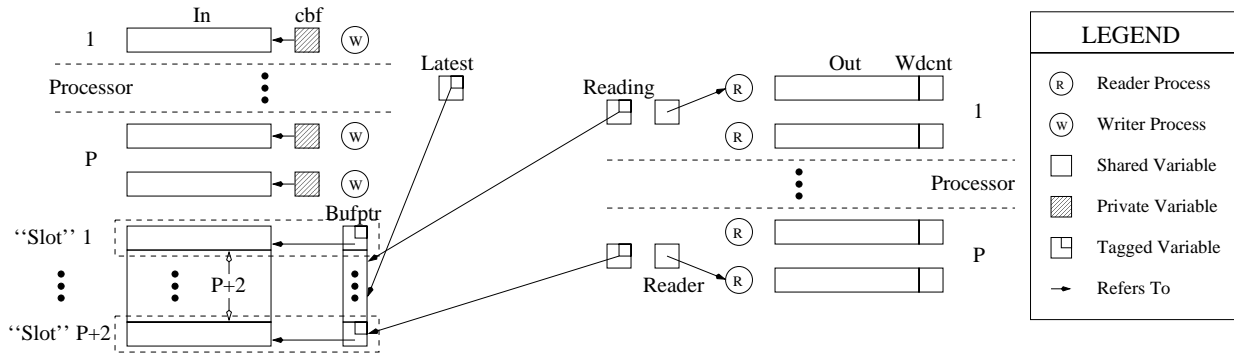 In cbf
1 W
Processor
P W
W
Latest
Bufptr
‘‘Slot’’ 1
P+2
‘‘Slot’’ P+2
Reading
Out Wdcnt
R
1
R
Processor
R
P
Reader R
LEGEND
R Reader Process
W Writer Process
Shared Variable
Private Variable
Tagged Variable
Refers To